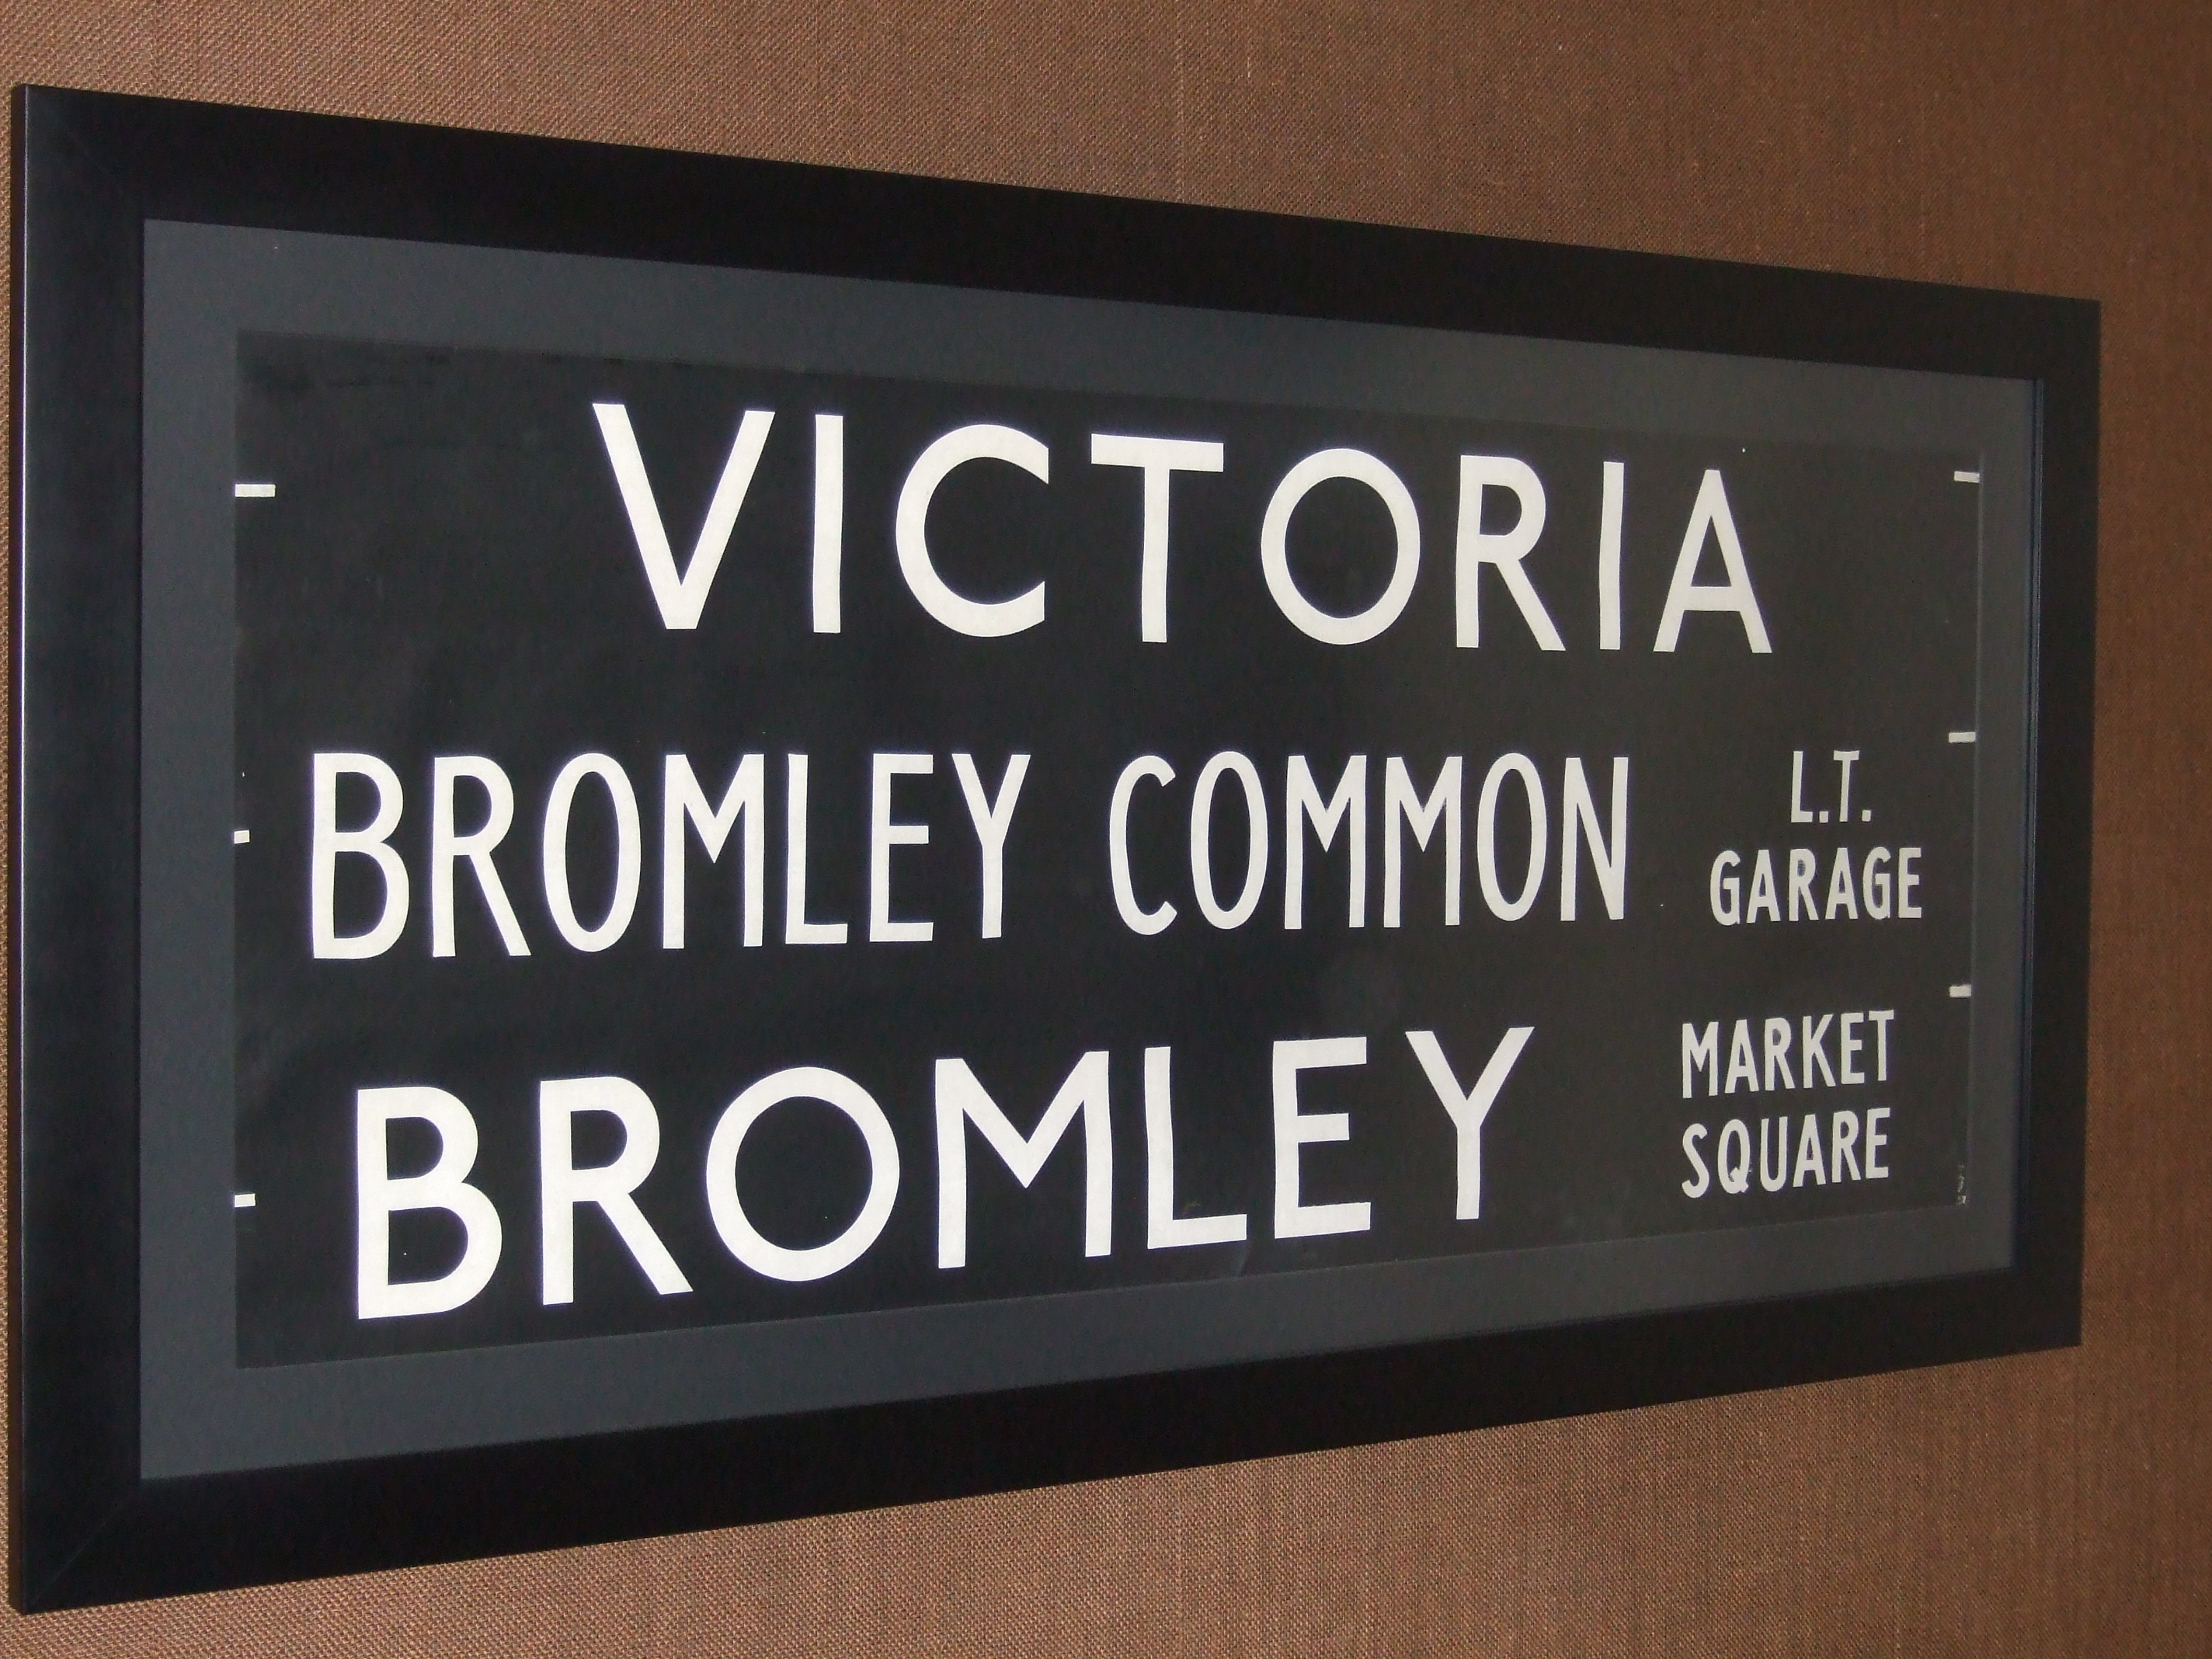 VICTORIA
BROMLEY COMMON L.T. GARAGE
BROMLEY MARKET SQUARE